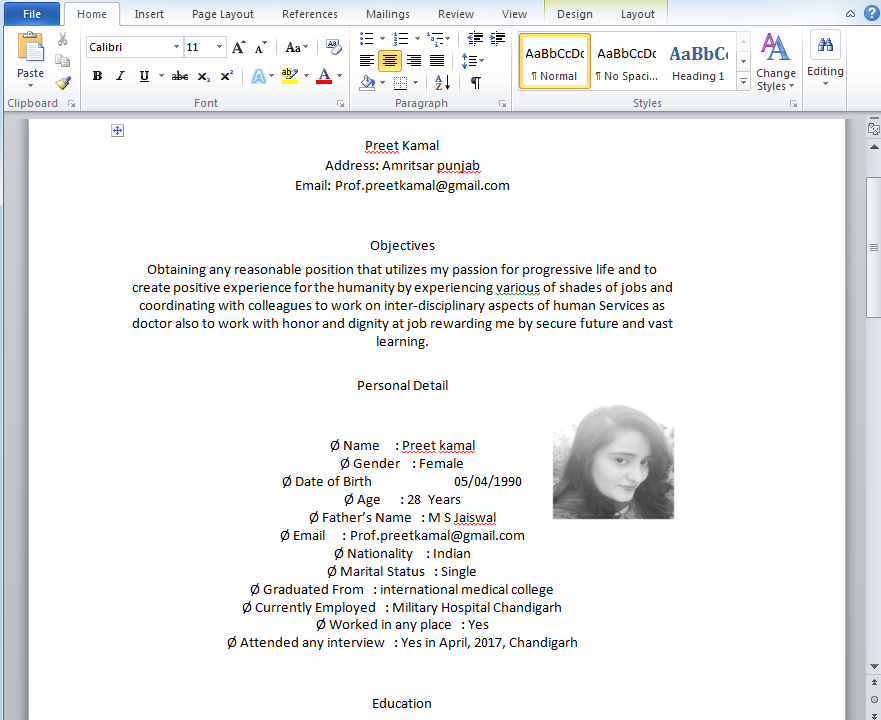 File Home Insert Page Layout References Mailings Review View Design Layout
Calibri 11 A A Aa
AaBbCcDc AaBbCcDc AaBbC
Paste B I U abc x₂ x² A ab A
¶ Normal ¶ No Spaci... Heading 1 Change Styles Editing
Clipboard Font Paragraph Styles
Preet Kamal
Address: Amritsar punjab
Email: Prof.preetkamal@gmail.com
Objectives
Obtaining any reasonable position that utilizes my passion for progressive life and to
create positive experience for the humanity by experiencing various of shades of jobs and
coordinating with colleagues to work on inter-disciplinary aspects of human Services as
doctor also to work with honor and dignity at job rewarding me by secure future and vast
learning.
Personal Detail
Ø Name : Preet kamal
Ø Gender : Female
Ø Date of Birth 05/04/1990
Ø Age : 28 Years
Ø Father’s Name : M S Jaiswal
Ø Email : Prof.preetkamal@gmail.com
Ø Nationality : Indian
Ø Marital Status : Single
Ø Graduated From : international medical college
Ø Currently Employed : Military Hospital Chandigarh
Ø Worked in any place : Yes
Ø Attended any interview : Yes in April, 2017, Chandigarh
Education